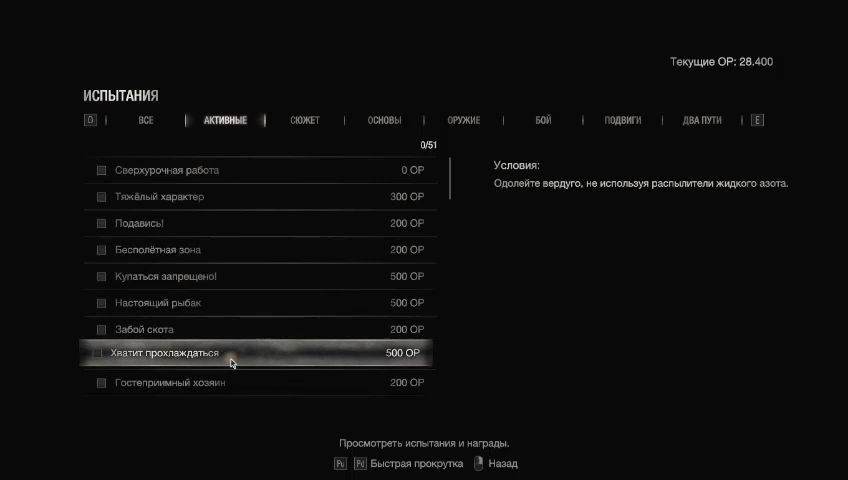 Текущие ОР: 28.400
ИСПЫТАНИЯ
Q ВСЕ АКТИВНЫЕ СЮЖЕТ ОСНОВЫ ОРУЖИЕ БОЙ ПОДВИГИ ДВА ПУТИ E
0/51
Сверхурочная работа 0 ОР
Тяжёлый характер 300 ОР
Подавись! 200 ОР
Бесполётная зона 200 ОР
Купаться запрещено! 500 ОР
Настоящий рыбак 500 ОР
Забой скота 200 ОР
Хватит прохлаждаться 500 ОР
Гостеприимный хозяин 200 ОР
Условия:
Одолейте вердуго, не используя распылители жидкого азота.
Просмотреть испытания и награды.
Pu Pd Быстрая прокрутка Назад